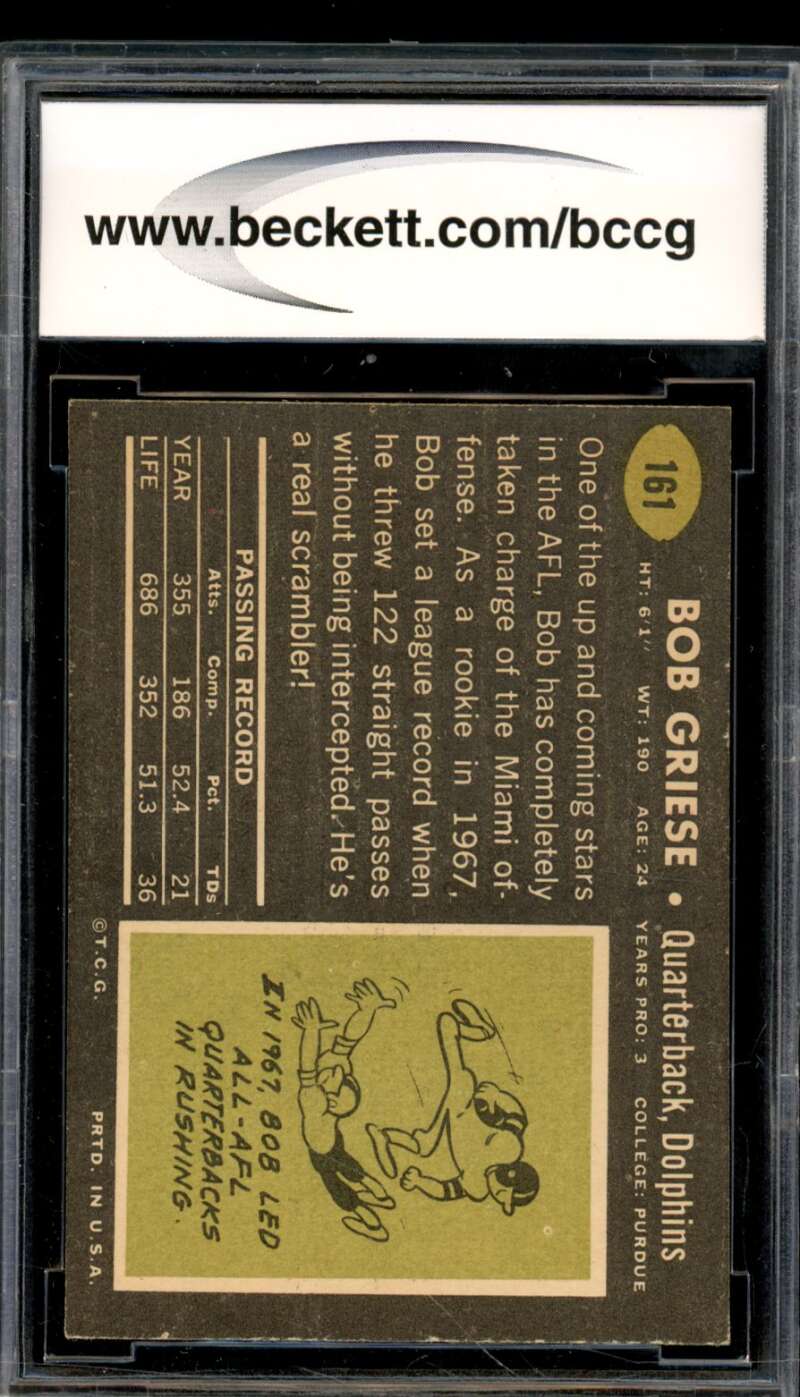 www.beckett.com/bccg
161
BOB GRIESE • Quarterback, Dolphins
HT: 6'1" WT: 190 AGE: 24 YEARS PRO: 3 COLLEGE: PURDUE
One of the up and coming stars
in the AFL, Bob has completely
taken charge of the Miami of-
fense. As a rookie in 1967,
Bob set a league record when
he threw 122 straight passes
without being intercepted. He's
a real scrambler!
PASSING RECORD
Atts. Comp. Pct. TDs
YEAR 355 186 52.4 21
LIFE 686 352 51.3 36
IN 1967, BOB LED
ALL-AFL
QUARTERBACKS
IN RUSHING.
©T.C.G. PRTD. IN U.S.A.